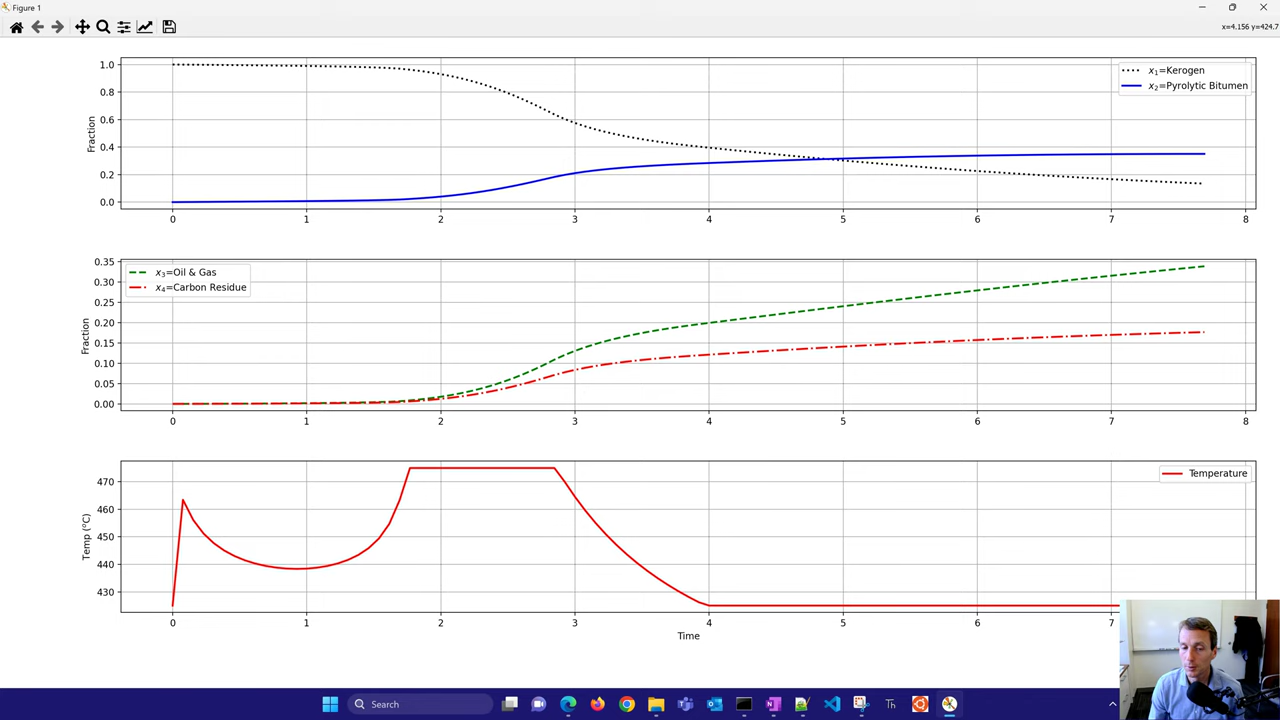 Figure 1
x=4.156 y=424.7
1.0
0.8
0.6
0.4
0.2
0.0
Fraction
x₁=Kerogen
x₂=Pyrolytic Bitumen
0 1 2 3 4 5 6 7 8
0.35
0.30
0.25
0.20
0.15
0.10
0.05
0.00
Fraction
x₃=Oil & Gas
x₄=Carbon Residue
0 1 2 3 4 5 6 7 8
470
460
450
440
430
Temp (°C)
Temperature
0 1 2 3 4 5 6 7
Time
Search
Th